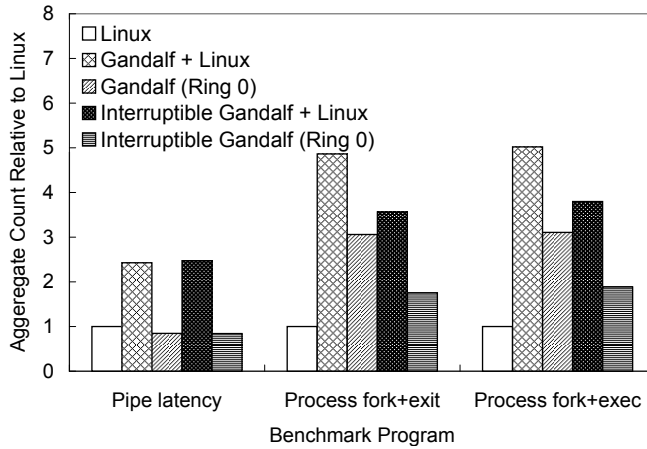 Aggeregate Count Relative to Linux
8
7
6
5
4
3
2
1
0
Linux
Gandalf + Linux
Gandalf (Ring 0)
Interruptible Gandalf + Linux
Interruptible Gandalf (Ring 0)
Pipe latency
Process fork+exit
Process fork+exec
Benchmark Program